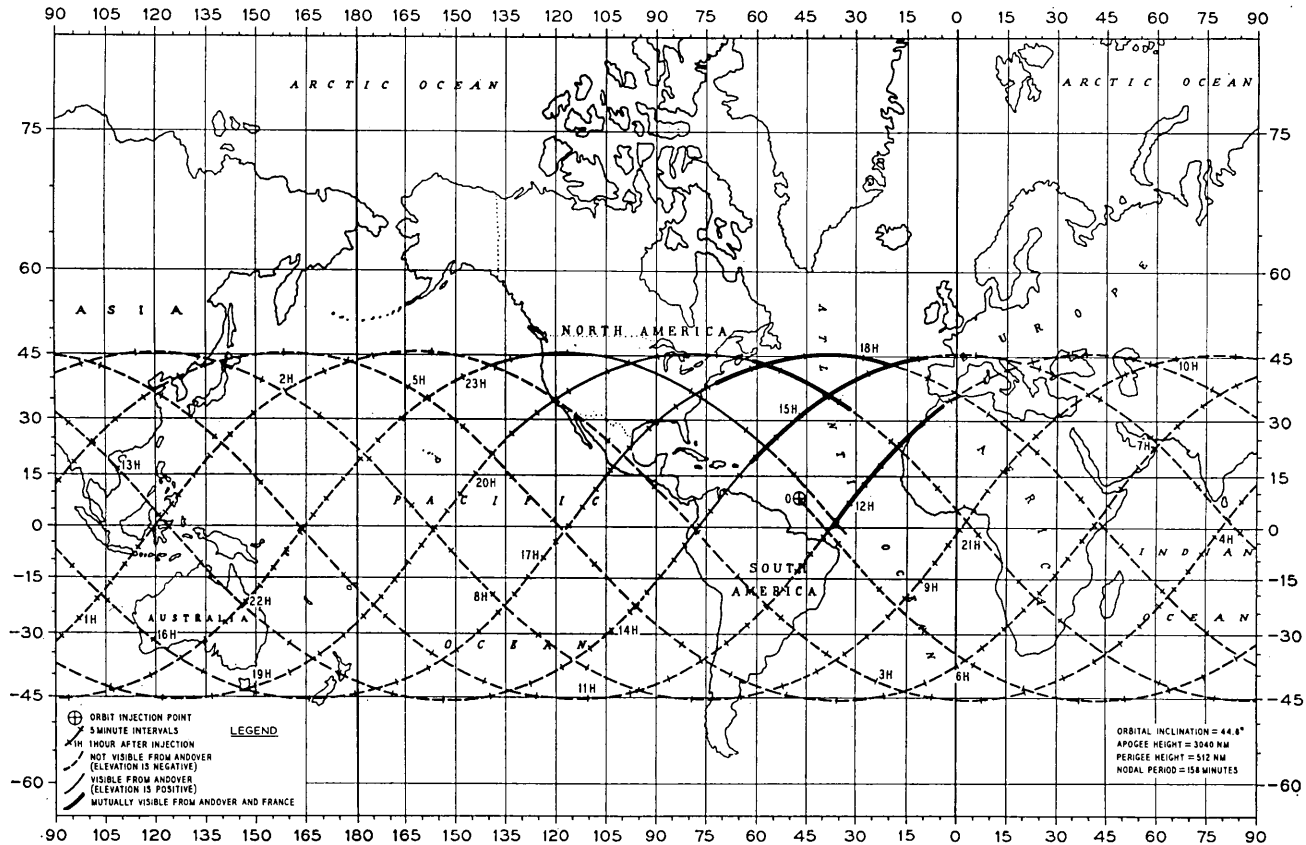 90 105 120 135 150 165 180 165 150 135 120 105 90 75 60 45 30 15 0 15 30 45 60 75 90
ARCTIC OCEAN
ARCTIC OCEAN
75 75
60 60
ASIA
NORTH AMERICA
ATLANTIC
EUROPE
18H
45 45
2H
5H
23H
10H
15H
30 30
7H
13H
AFRICA
15 15
20H
PACIFIC
0
12H
0 0
4H
17H
21H
INDIAN
OCEAN
SOUTH
AMERICA
-15 -15
8H
9H
22H
1H
AUSTRALIA
OCEAN
16H
14H
-30 -30
OCEAN
19H
11H
3H
6H
-45 -45
LEGEND
ORBIT INJECTION POINT
5 MINUTE INTERVALS
1H 1 HOUR AFTER INJECTION
NOT VISIBLE FROM ANDOVER
(ELEVATION IS NEGATIVE)
VISIBLE FROM ANDOVER
(ELEVATION IS POSITIVE)
MUTUALLY VISIBLE FROM ANDOVER AND FRANCE
ORBITAL INCLINATION = 44.8°
APOGEE HEIGHT = 3040 NM
PERIGEE HEIGHT = 512 NM
NODAL PERIOD = 158 MINUTES
-60 -60
90 105 120 135 150 165 180 165 150 135 120 105 90 75 60 45 30 15 0 15 30 45 60 75 90